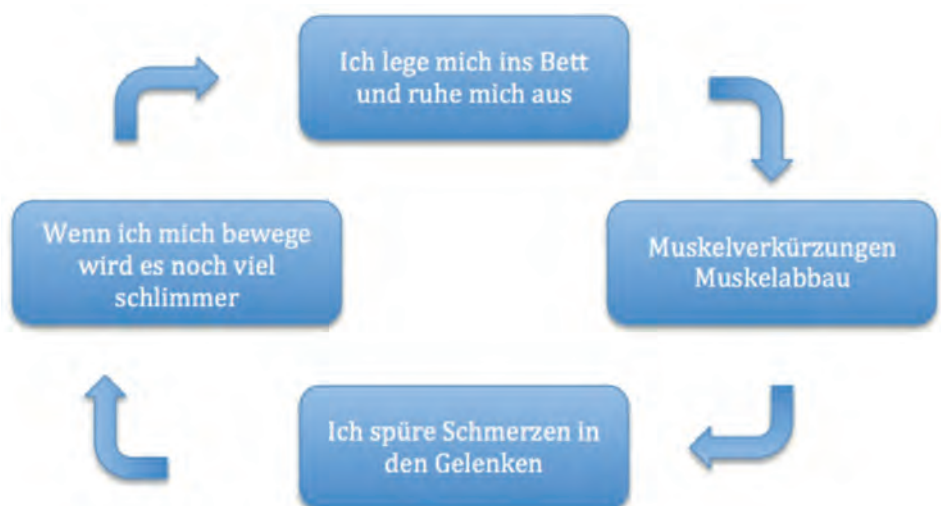 Ich lege mich ins Bett
und ruhe mich aus
Muskelverkürzungen
Muskelabbau
Ich spüre Schmerzen in
den Gelenken
Wenn ich mich bewege
wird es noch viel
schlimmer